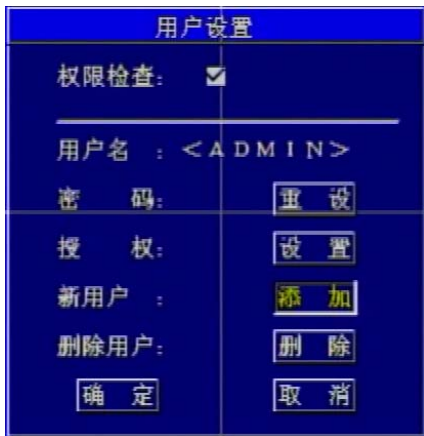 用户设置
权限检查:
用户名 : <ADMIN>
密 码: 重 设
授 权: 设 置
新用户 : 添 加
删除用户: 删 除
确 定 取 消